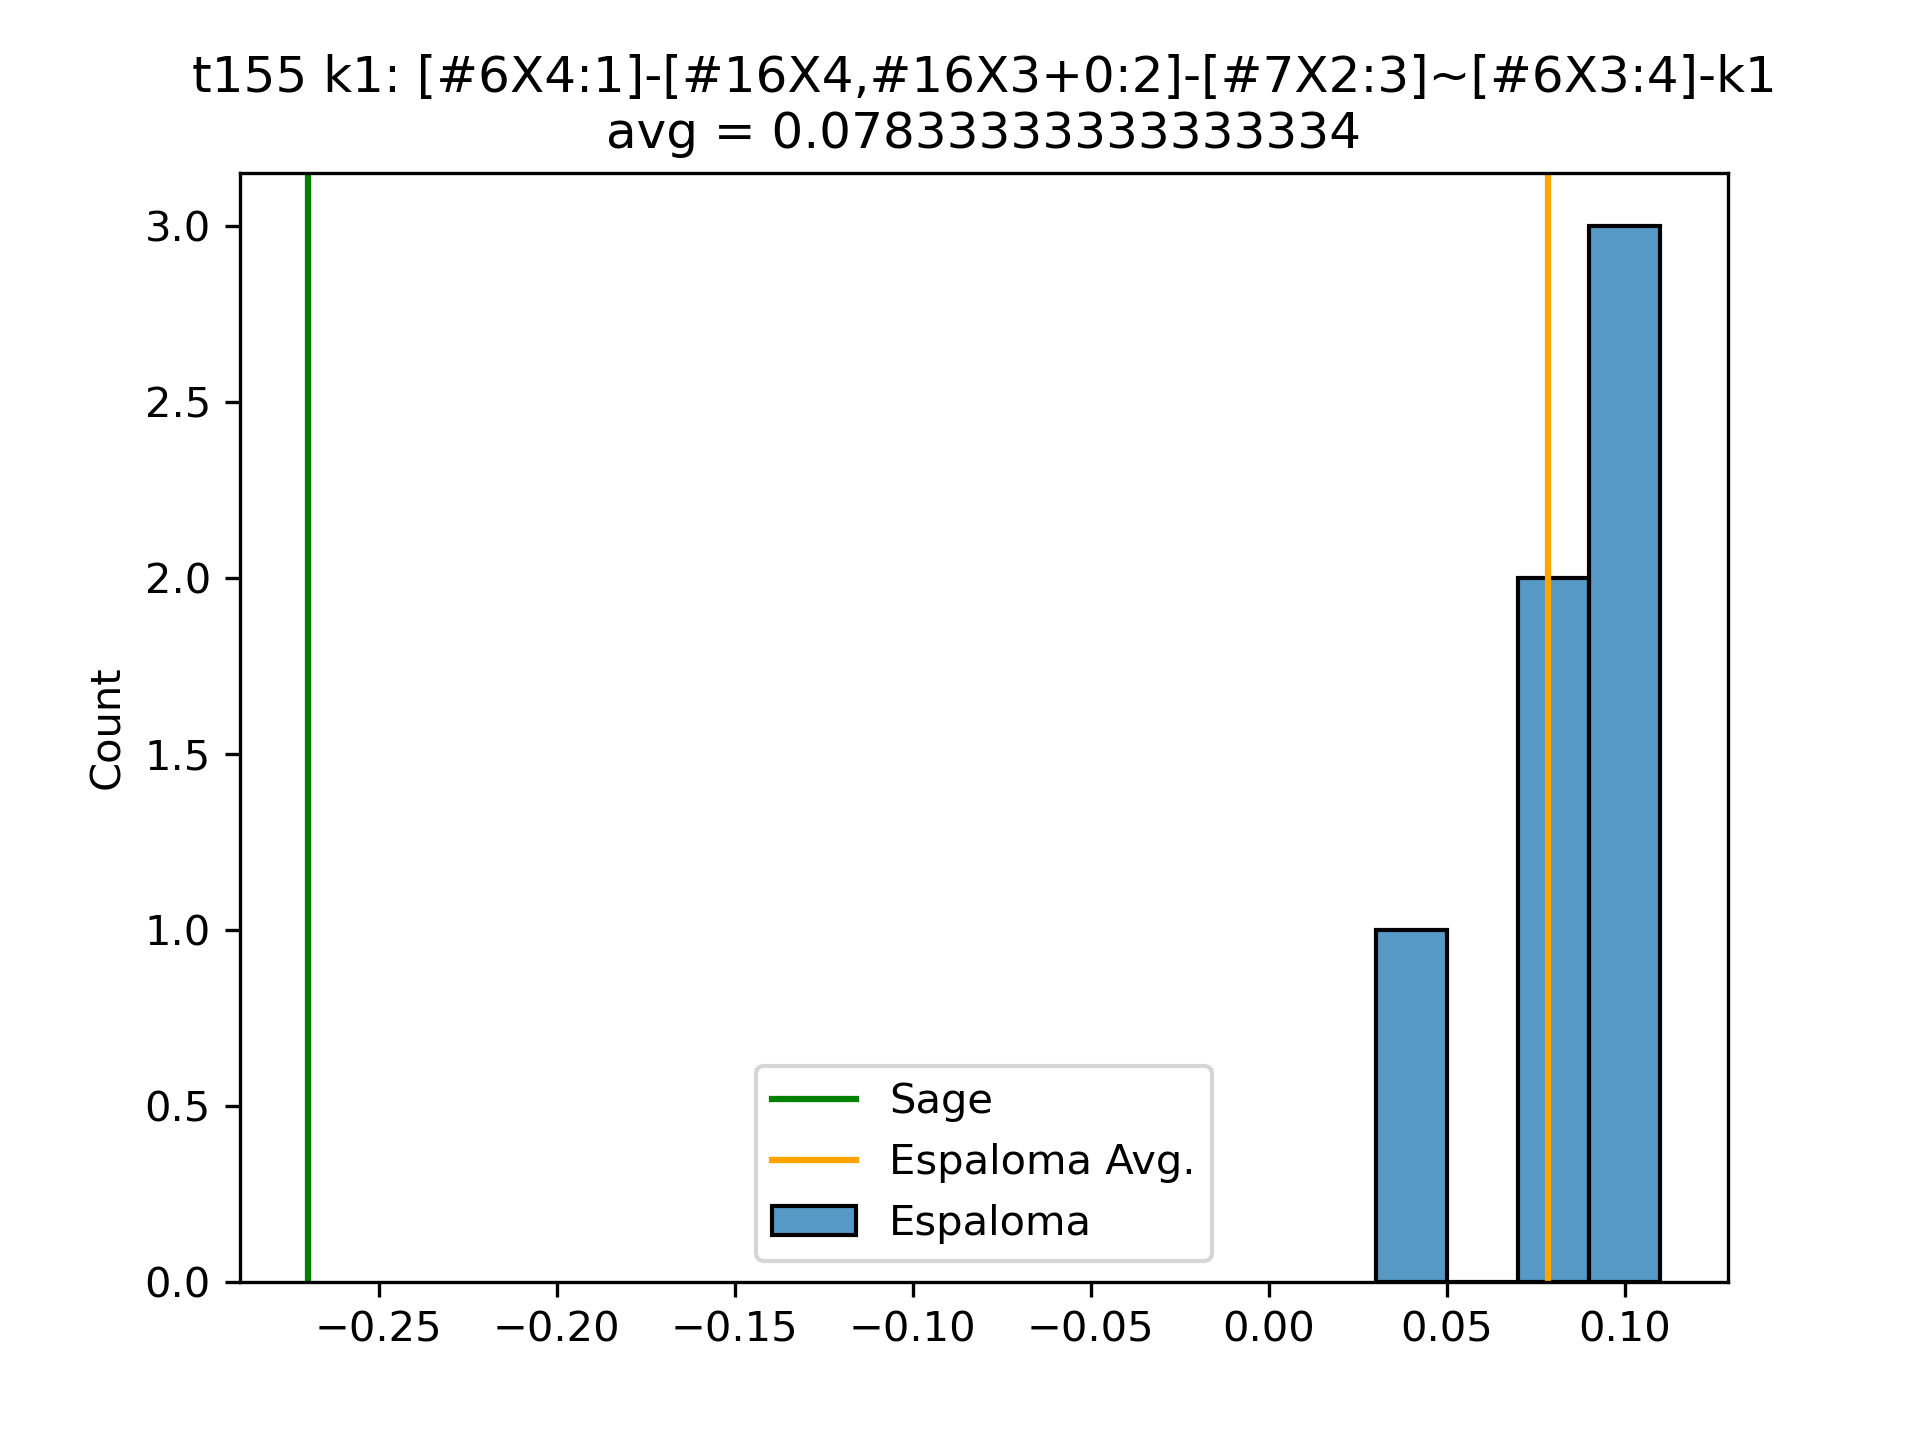 t155 k1: [#6X4:1]-[#16X4,#16X3+0:2]-[#7X2:3]~[#6X3:4]-k1
avg = 0.07833333333333334
3.0
2.5
2.0
1.5
1.0
0.5
0.0
Count
Sage
Espaloma Avg.
Espaloma
−0.25 −0.20 −0.15 −0.10 −0.05 0.00 0.05 0.10